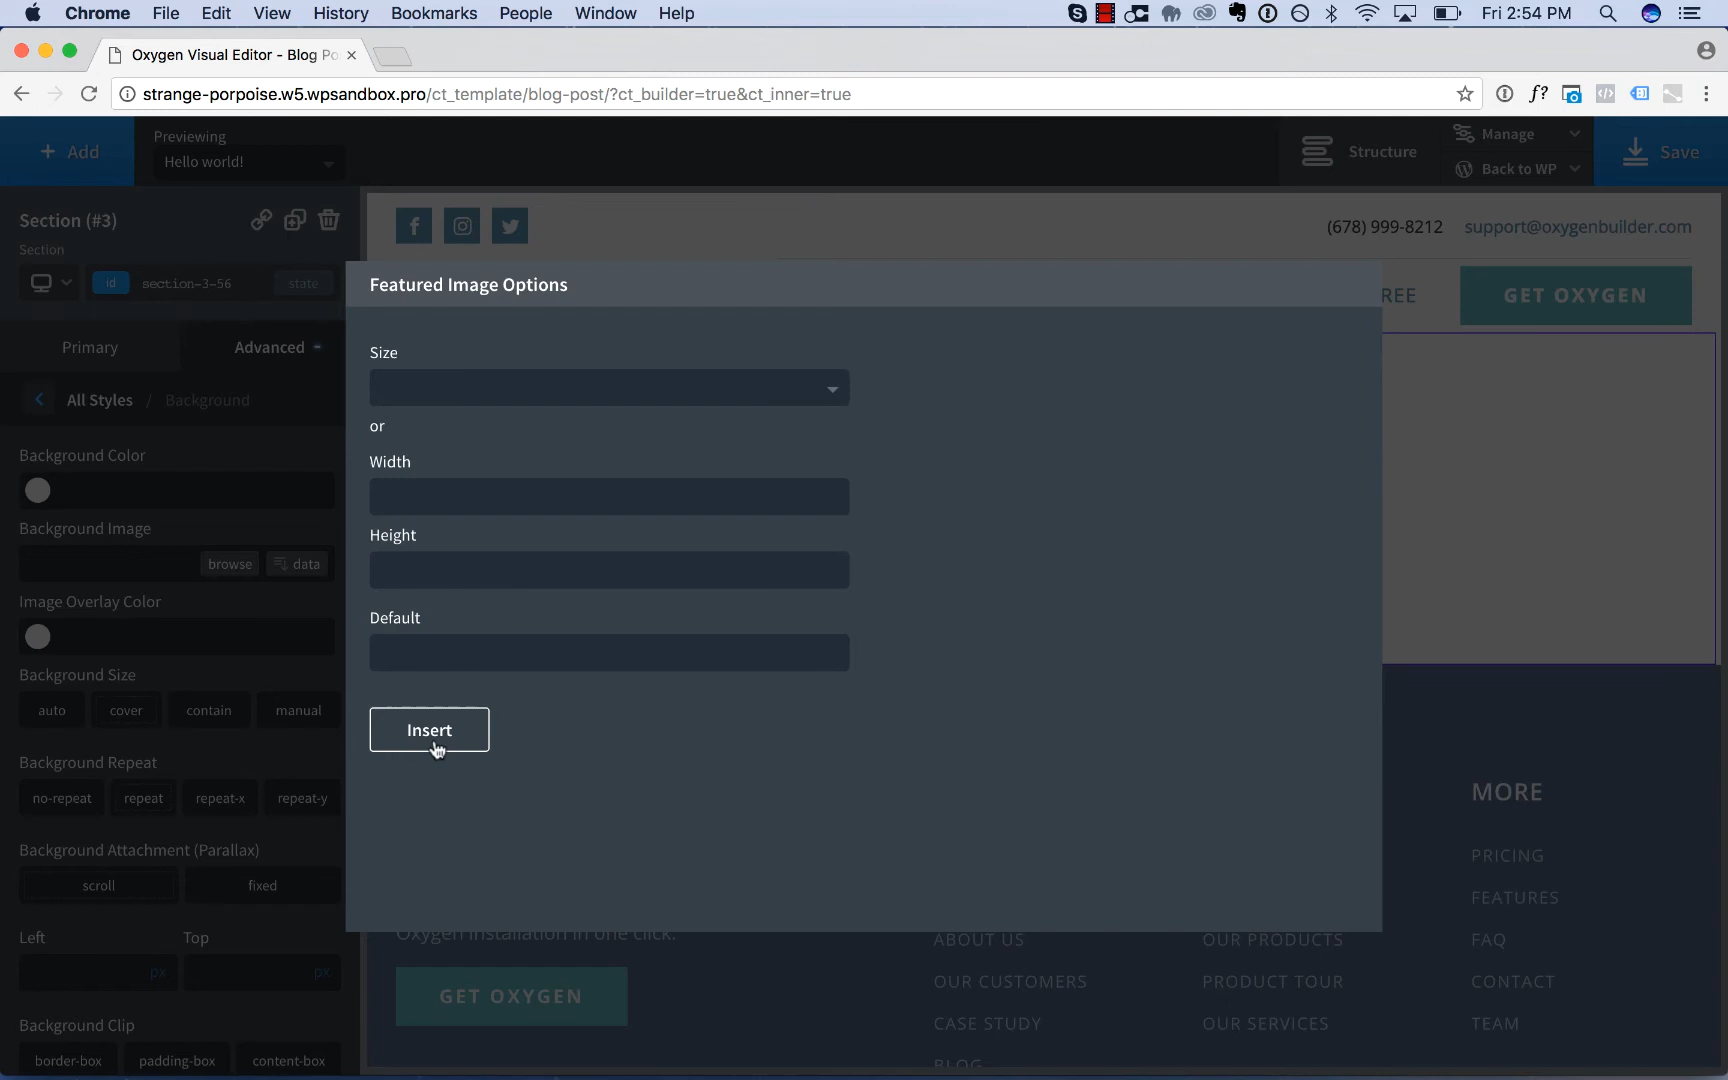 Chrome File Edit View History Bookmarks People Window Help Fri 2:54 PM
Oxygen Visual Editor - Blog Po
strange-porpoise.w5.wpsandbox.pro/ct_template/blog-post/?ct_builder=true&ct_inner=true
+ Add
Previewing
Hello world!
Structure
Manage
Back to WP
Save
Section (#3)
Section
id section-3-56 state
Primary Advanced
All Styles / Background
Background Color
Background Image
browse data
Image Overlay Color
Background Size
auto cover contain manual
Background Repeat
no-repeat repeat repeat-x repeat-y
Background Attachment (Parallax)
scroll fixed
Left Top
px px
Background Clip
border-box padding-box content-box
(678) 999-8212 support@oxygenbuilder.com
REE GET OXYGEN
Featured Image Options
Size
or
Width
Height
Default
Insert
Oxygen installation in one click.
GET OXYGEN
ABOUT US
OUR CUSTOMERS
CASE STUDY
BLOG
OUR PRODUCTS
PRODUCT TOUR
OUR SERVICES
MORE
PRICING
FEATURES
FAQ
CONTACT
TEAM